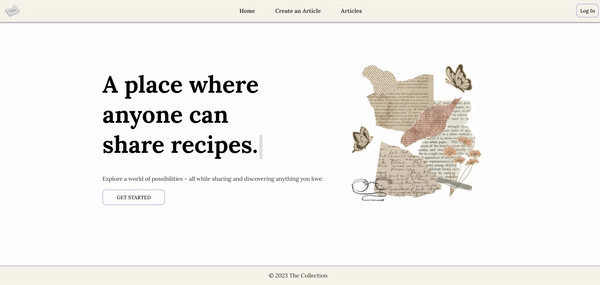 Home
Create an Article
Articles
Log In
A place where
anyone can
share recipes.
Explore a world of possibilities – all while sharing and discovering anything you love.
GET STARTED
© 2023 The Collection